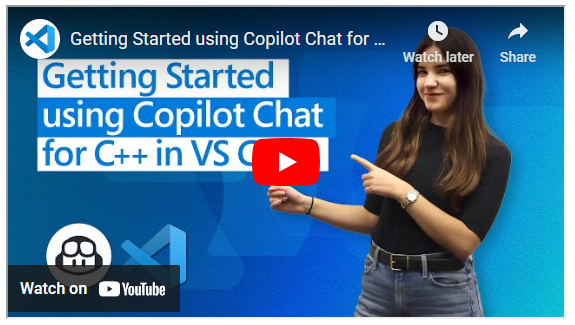 Getting Started using Copilot Chat for ...
Watch later
Share
Getting Started
using Copilot Chat
for C++ in VS C
Watch on YouTube